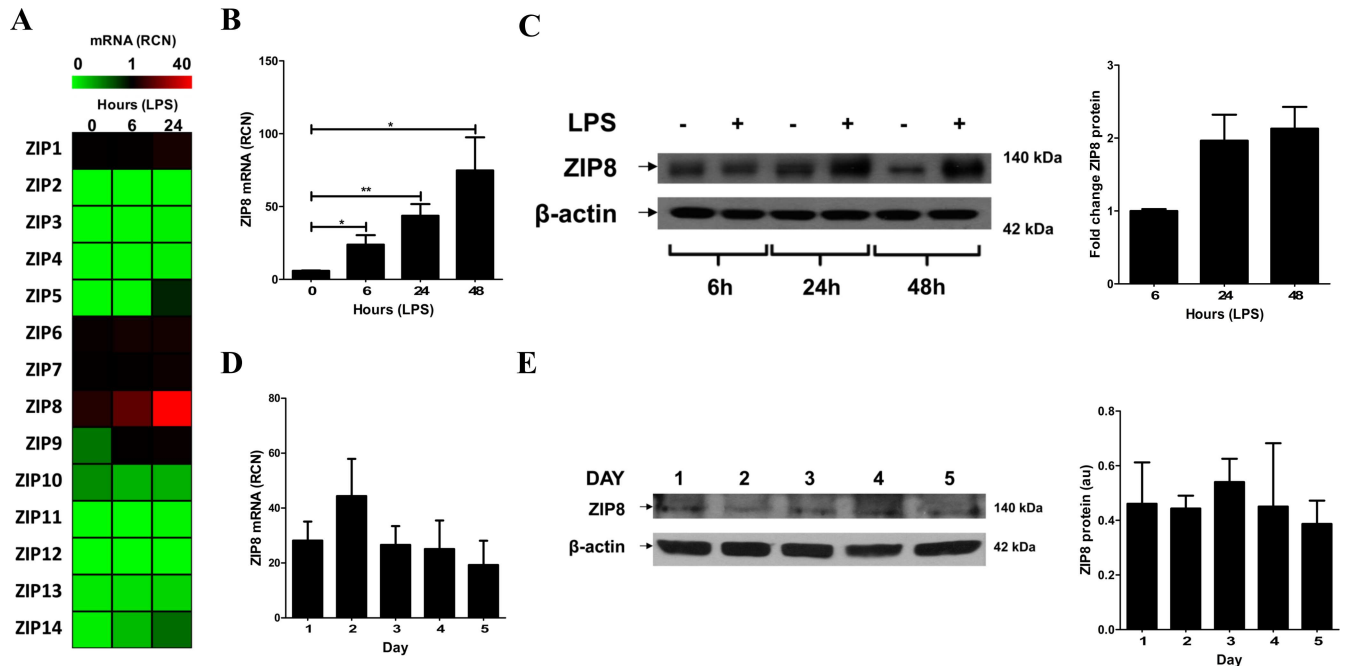 A
mRNA (RCN)
0 1 40
Hours (LPS)
0 6 24
ZIP1
ZIP2
ZIP3
ZIP4
ZIP5
ZIP6
ZIP7
ZIP8
ZIP9
ZIP10
ZIP11
ZIP12
ZIP13
ZIP14
B
ZIP8 mRNA (RCN)
150
100
50
0
*
**
*
0 6 24 48
Hours (LPS)
C
LPS - + - + - +
ZIP8
140 kDa
β-actin
42 kDa
6h 24h 48h
Fold change ZIP8 protein
3
2
1
0
6 24 48
Hours (LPS)
D
ZIP8 mRNA (RCN)
80
60
40
20
0
1 2 3 4 5
Day
E
DAY 1 2 3 4 5
ZIP8
140 kDa
β-actin
42 kDa
ZIP8 protein (au)
0.8
0.6
0.4
0.2
0.0
1 2 3 4 5
Day